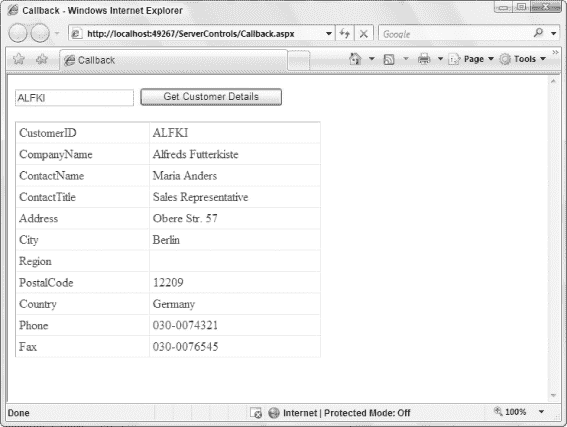 Callback - Windows Internet Explorer
http://localhost:49267/ServerControls/Callback.aspx
Google
Callback
Page
Tools
ALFKI
Get Customer Details
CustomerID ALFKI
CompanyName Alfreds Futterkiste
ContactName Maria Anders
ContactTitle Sales Representative
Address Obere Str. 57
City Berlin
Region
PostalCode 12209
Country Germany
Phone 030-0074321
Fax 030-0076545
Done
Internet | Protected Mode: Off
100%